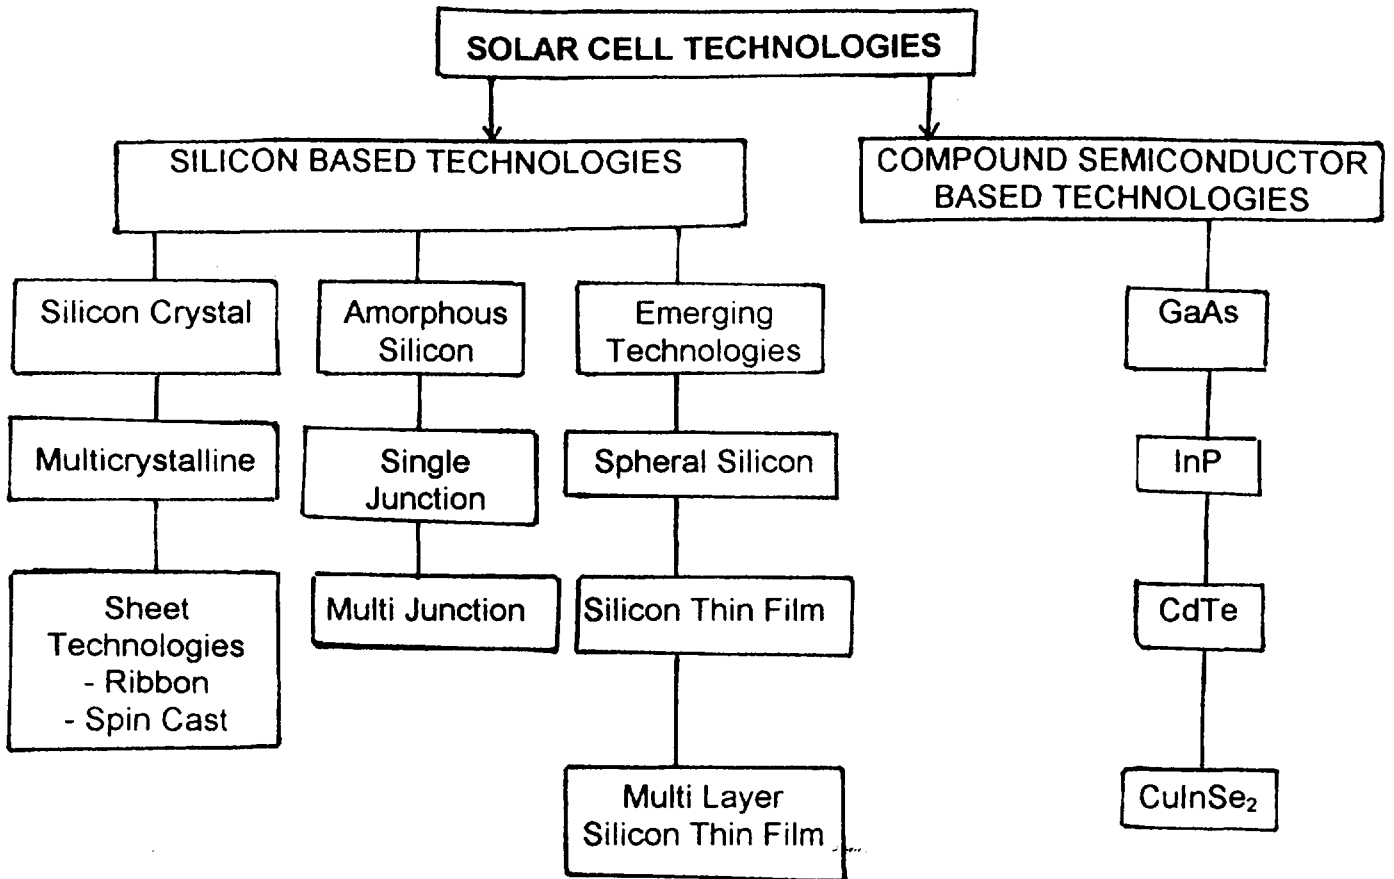 SOLAR CELL TECHNOLOGIES
SILICON BASED TECHNOLOGIES
COMPOUND SEMICONDUCTOR
BASED TECHNOLOGIES
Silicon Crystal
Amorphous
Silicon
Emerging
Technologies
GaAs
Multicrystalline
Single
Junction
Spheral Silicon
InP
Sheet
Technologies
- Ribbon
- Spin Cast
Multi Junction
Silicon Thin Film
CdTe
Multi Layer
Silicon Thin Film
CuInSe₂